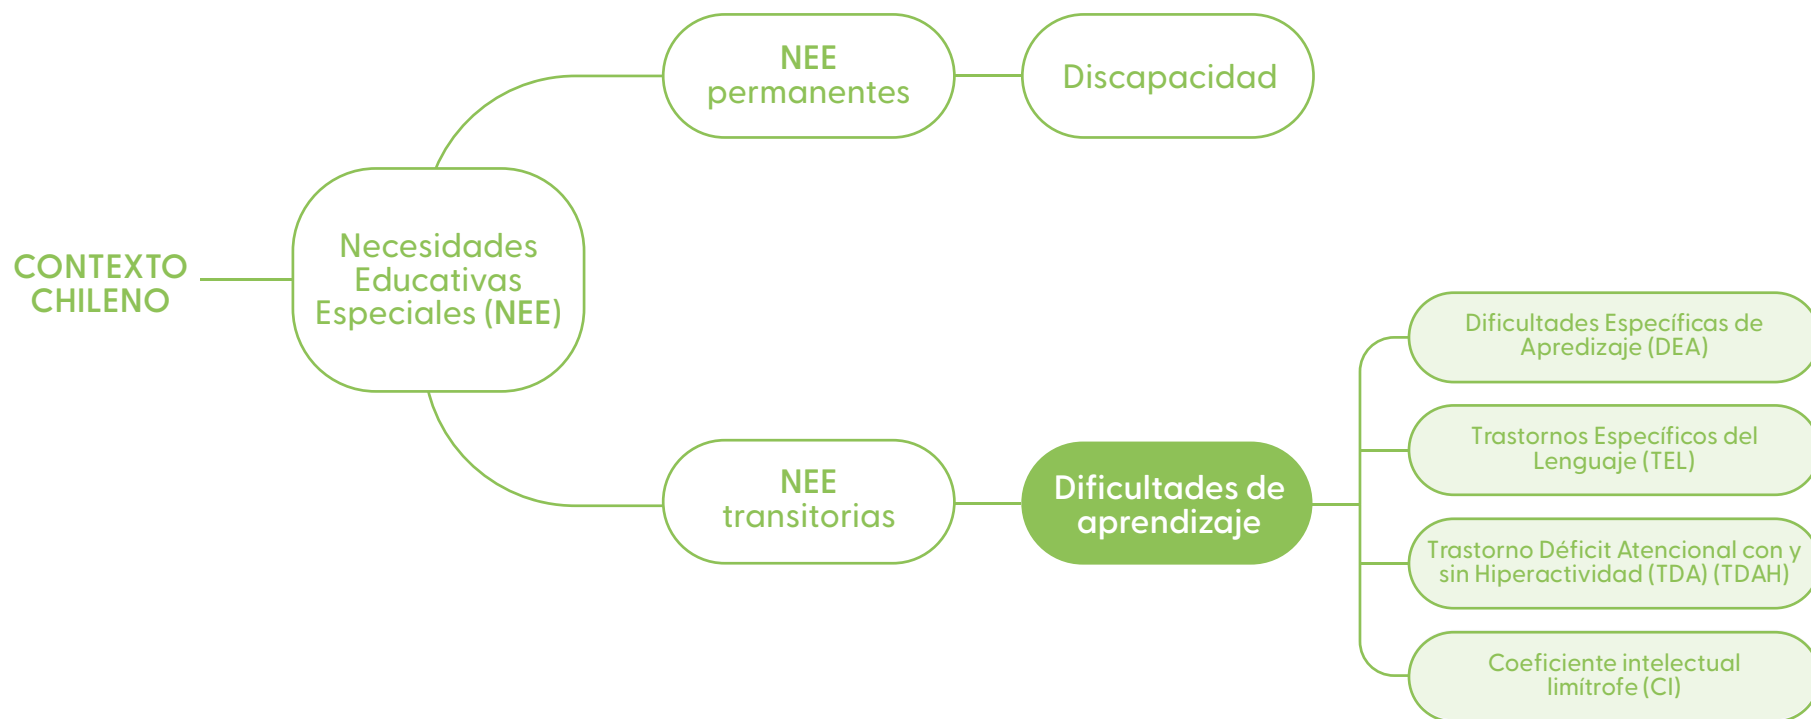 NEE
permanentes
Discapacidad
CONTEXTO
CHILENO
Necesidades
Educativas
Especiales (NEE)
NEE
transitorias
Dificultades de
aprendizaje
Dificultades Específicas de
Apredizaje (DEA)
Trastornos Específicos del
Lenguaje (TEL)
Trastorno Déficit Atencional con y
sin Hiperactividad (TDA) (TDAH)
Coeficiente intelectual
limítrofe (CI)